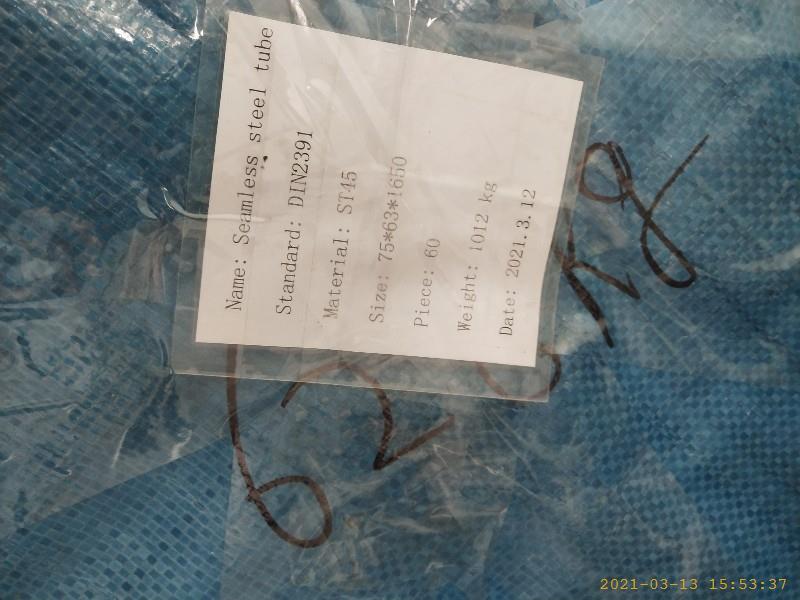 Name: Seamless steel tube
Standard: DIN2391
Material: ST45
Size: 75*63*1650
Piece: 60
Weight: 1012 kg
Date: 2021.3.12
kg
2021-03-13 15:53:37